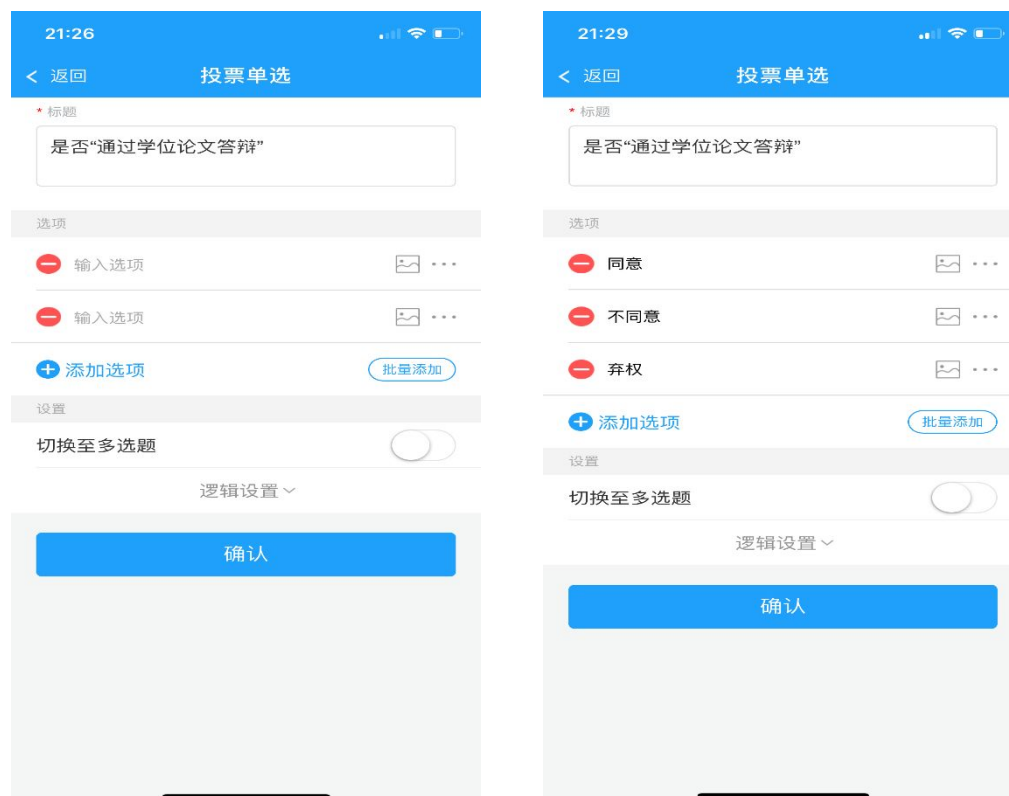 21:26
返回 投票单选
* 标题
是否“通过学位论文答辩”
选项
输入选项
输入选项
添加选项 批量添加
设置
切换至多选题
逻辑设置
确认
21:29
返回 投票单选
* 标题
是否“通过学位论文答辩”
选项
同意
不同意
弃权
添加选项 批量添加
设置
切换至多选题
逻辑设置
确认